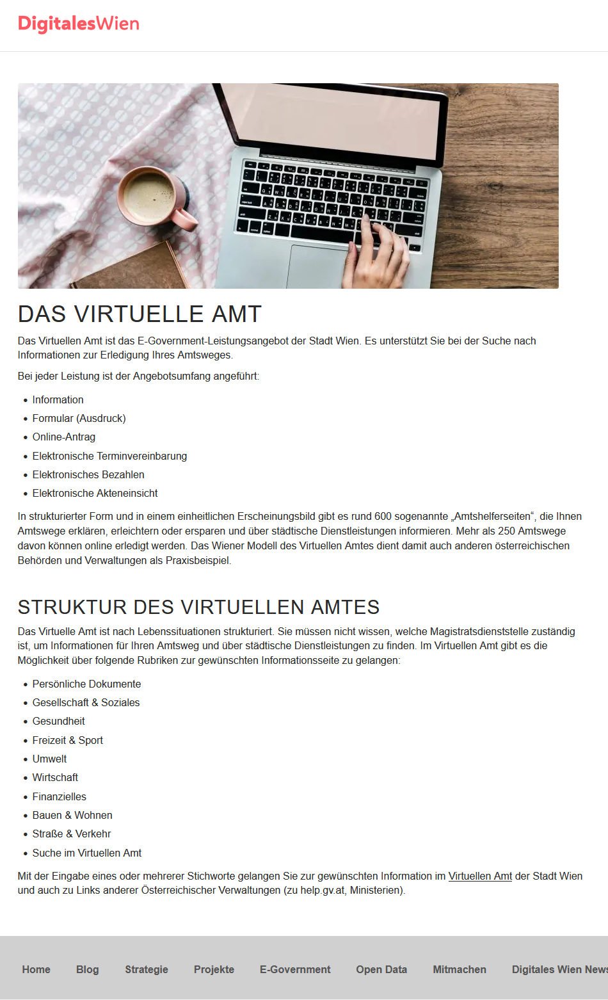 DigitalesWien
DAS VIRTUELLE AMT
Das Virtuellen Amt ist das E-Government-Leistungsangebot der Stadt Wien. Es unterstützt Sie bei der Suche nach
Informationen zur Erledigung Ihres Amtsweges.
Bei jeder Leistung ist der Angebotsumfang angeführt:
• Information
• Formular (Ausdruck)
• Online-Antrag
• Elektronische Terminvereinbarung
• Elektronisches Bezahlen
• Elektronische Akteneinsicht
In strukturierter Form und in einem einheitlichen Erscheinungsbild gibt es rund 600 sogenannte „Amtshelferseiten“, die Ihnen
Amtswege erklären, erleichtern oder ersparen und über städtische Dienstleistungen informieren. Mehr als 250 Amtswege
davon können online erledigt werden. Das Wiener Modell des Virtuellen Amtes dient damit auch anderen österreichischen
Behörden und Verwaltungen als Praxisbeispiel.
STRUKTUR DES VIRTUELLEN AMTES
Das Virtuelle Amt ist nach Lebenssituationen strukturiert. Sie müssen nicht wissen, welche Magistratsdienststelle zuständig
ist, um Informationen für Ihren Amtsweg und über städtische Dienstleistungen zu finden. Im Virtuellen Amt gibt es die
Möglichkeit über folgende Rubriken zur gewünschten Informationsseite zu gelangen:
• Persönliche Dokumente
• Gesellschaft & Soziales
• Gesundheit
• Freizeit & Sport
• Umwelt
• Wirtschaft
• Finanzielles
• Bauen & Wohnen
• Straße & Verkehr
• Suche im Virtuellen Amt
Mit der Eingabe eines oder mehrerer Stichworte gelangen Sie zur gewünschten Information im Virtuellen Amt der Stadt Wien
und auch zu Links anderer Österreichischer Verwaltungen (zu help.gv.at, Ministerien).
Home Blog Strategie Projekte E-Government Open Data Mitmachen Digitales Wien News